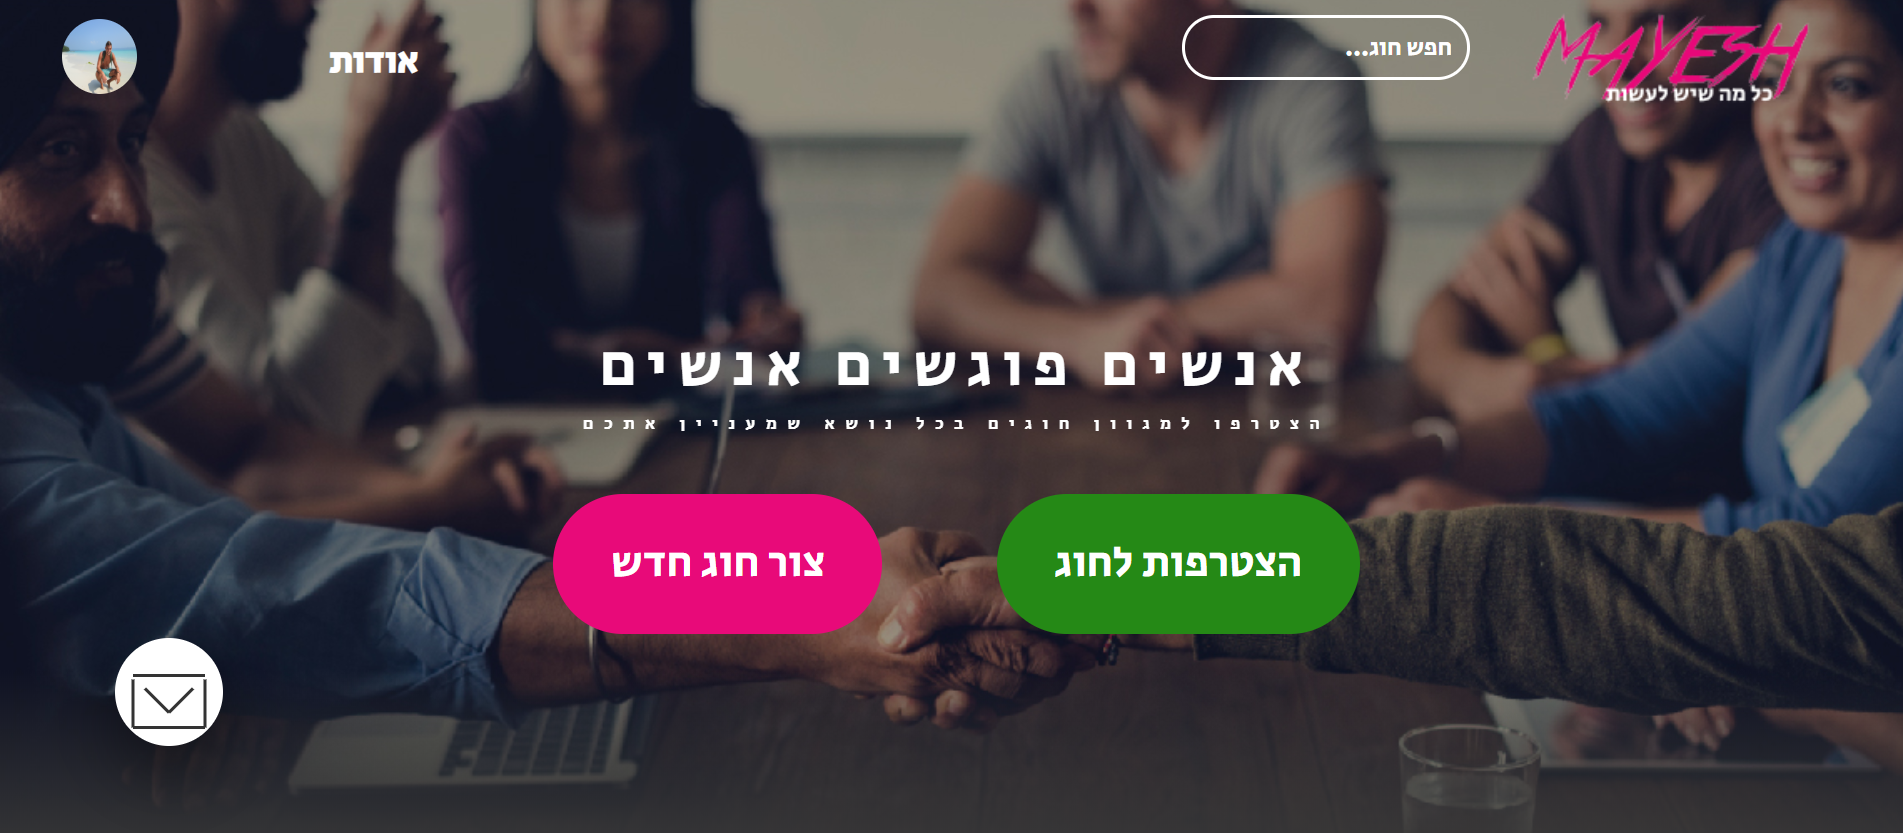 MAYESH
כל מה שיש לעשות
חפש חוג...
אודות
אנשים פוגשים אנשים
הצטרפו למגוון חוגים בכל נושא שמעניין אתכם
הצטרפות לחוג
צור חוג חדש